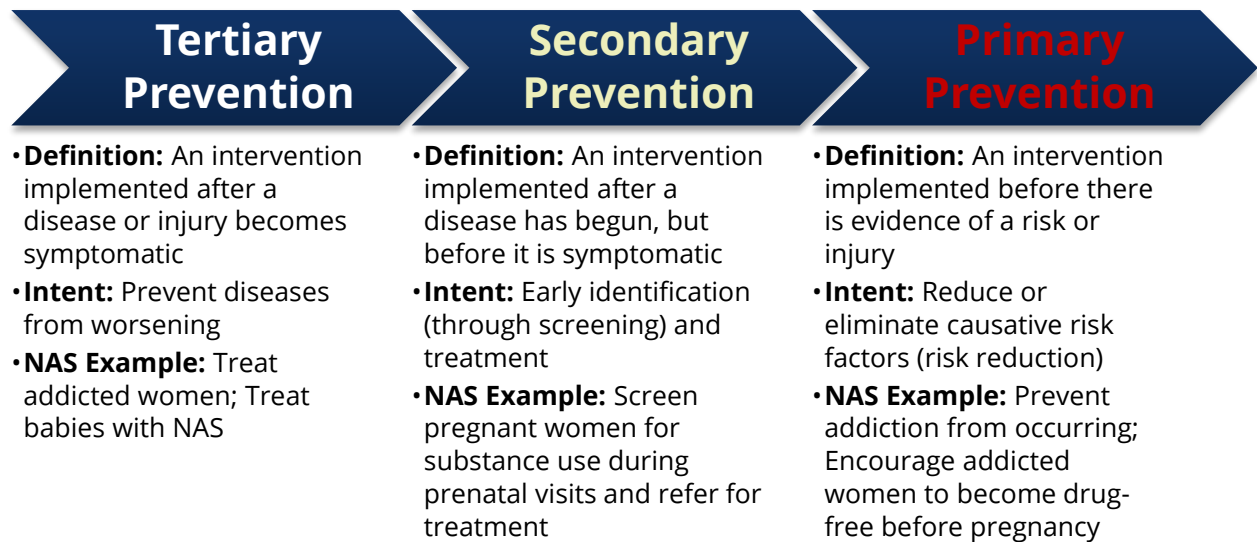 Tertiary
Prevention
•Definition: An intervention
implemented after a
disease or injury becomes
symptomatic
•Intent: Prevent diseases
from worsening
•NAS Example: Treat
addicted women; Treat
babies with NAS
Secondary
Prevention
•Definition: An intervention
implemented after a
disease has begun, but
before it is symptomatic
•Intent: Early identification
(through screening) and
treatment
•NAS Example: Screen
pregnant women for
substance use during
prenatal visits and refer for
treatment
Primary
Prevention
•Definition: An intervention
implemented before there
is evidence of a risk or
injury
•Intent: Reduce or
eliminate causative risk
factors (risk reduction)
•NAS Example: Prevent
addiction from occurring;
Encourage addicted
women to become drug-
free before pregnancy